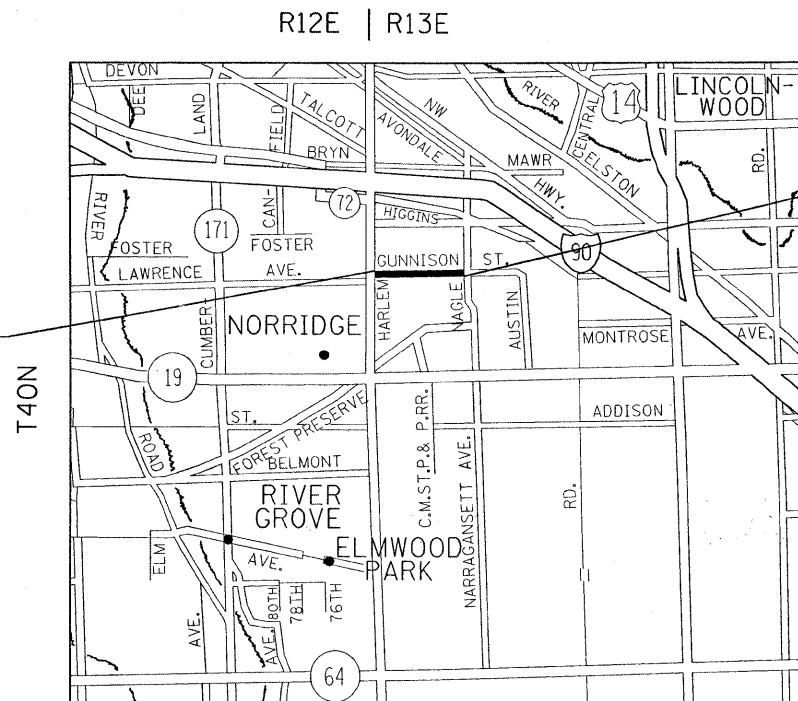 R12E | R13E
DEVON
DEE
LAND
FIELD
TALCOTT
AVONDALE
NW
RIVER
CENTRAL
14
LINCOLN-
WOOD
BRYN
MAWR
ELSTON
RD.
HWY.
RIVER
171
CAN-
72
HIGGINS
FOSTER
FOSTER
LAWRENCE
AVE.
GUNNISON
ST.
90
CUMBER-
NORRIDGE
HARLEM
NAGLE
AUSTIN
MONTROSE
AVE.
T40N
19
ST.
FOREST PRESERVE
ADDISON
ROAD
BELMONT
C.M.ST.P.& P.RR.
NARRAGANSETT AVE.
RD.
RIVER
GROVE
ELM
AVE.
ELMWOOD
PARK
80TH
78TH
76TH
AVE.
AVE.
64